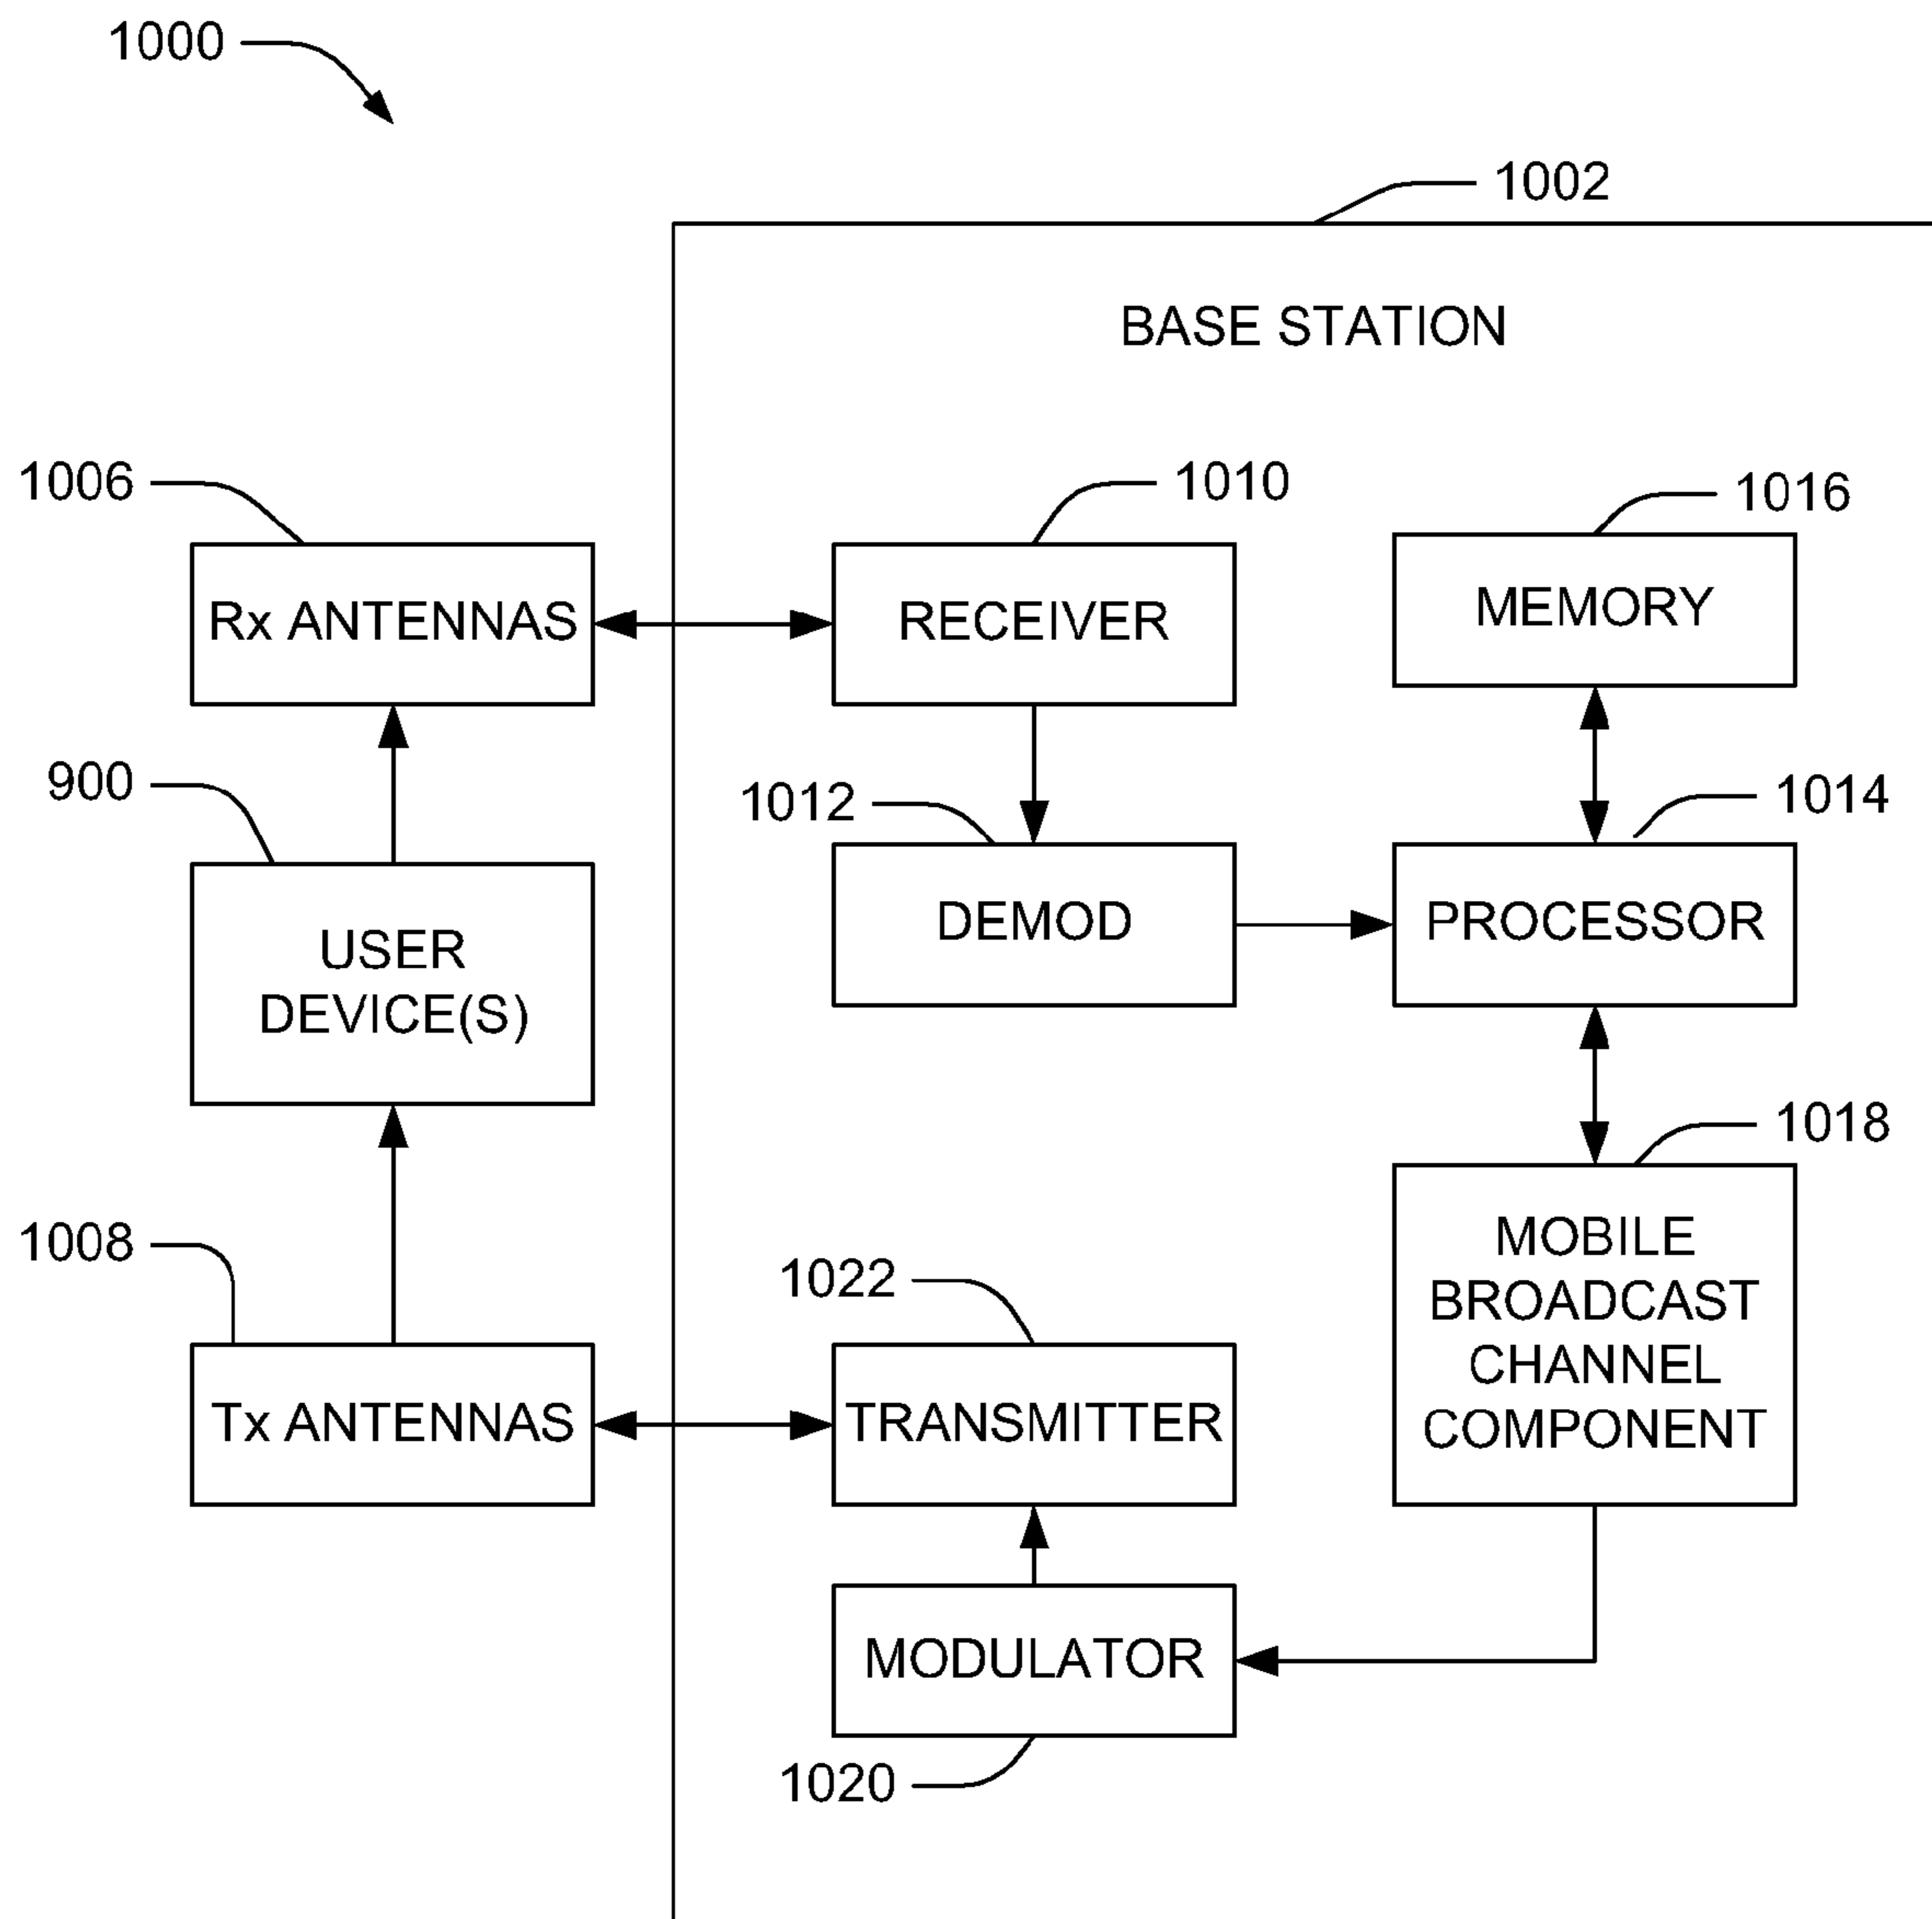 1000
1002
BASE STATION
1006
1010
1016
Rx ANTENNAS
RECEIVER
MEMORY
900
1012
1014
USER
DEVICE(S)
DEMOD
PROCESSOR
1018
1008
1022
MOBILE
BROADCAST
CHANNEL
COMPONENT
Tx ANTENNAS
TRANSMITTER
MODULATOR
1020